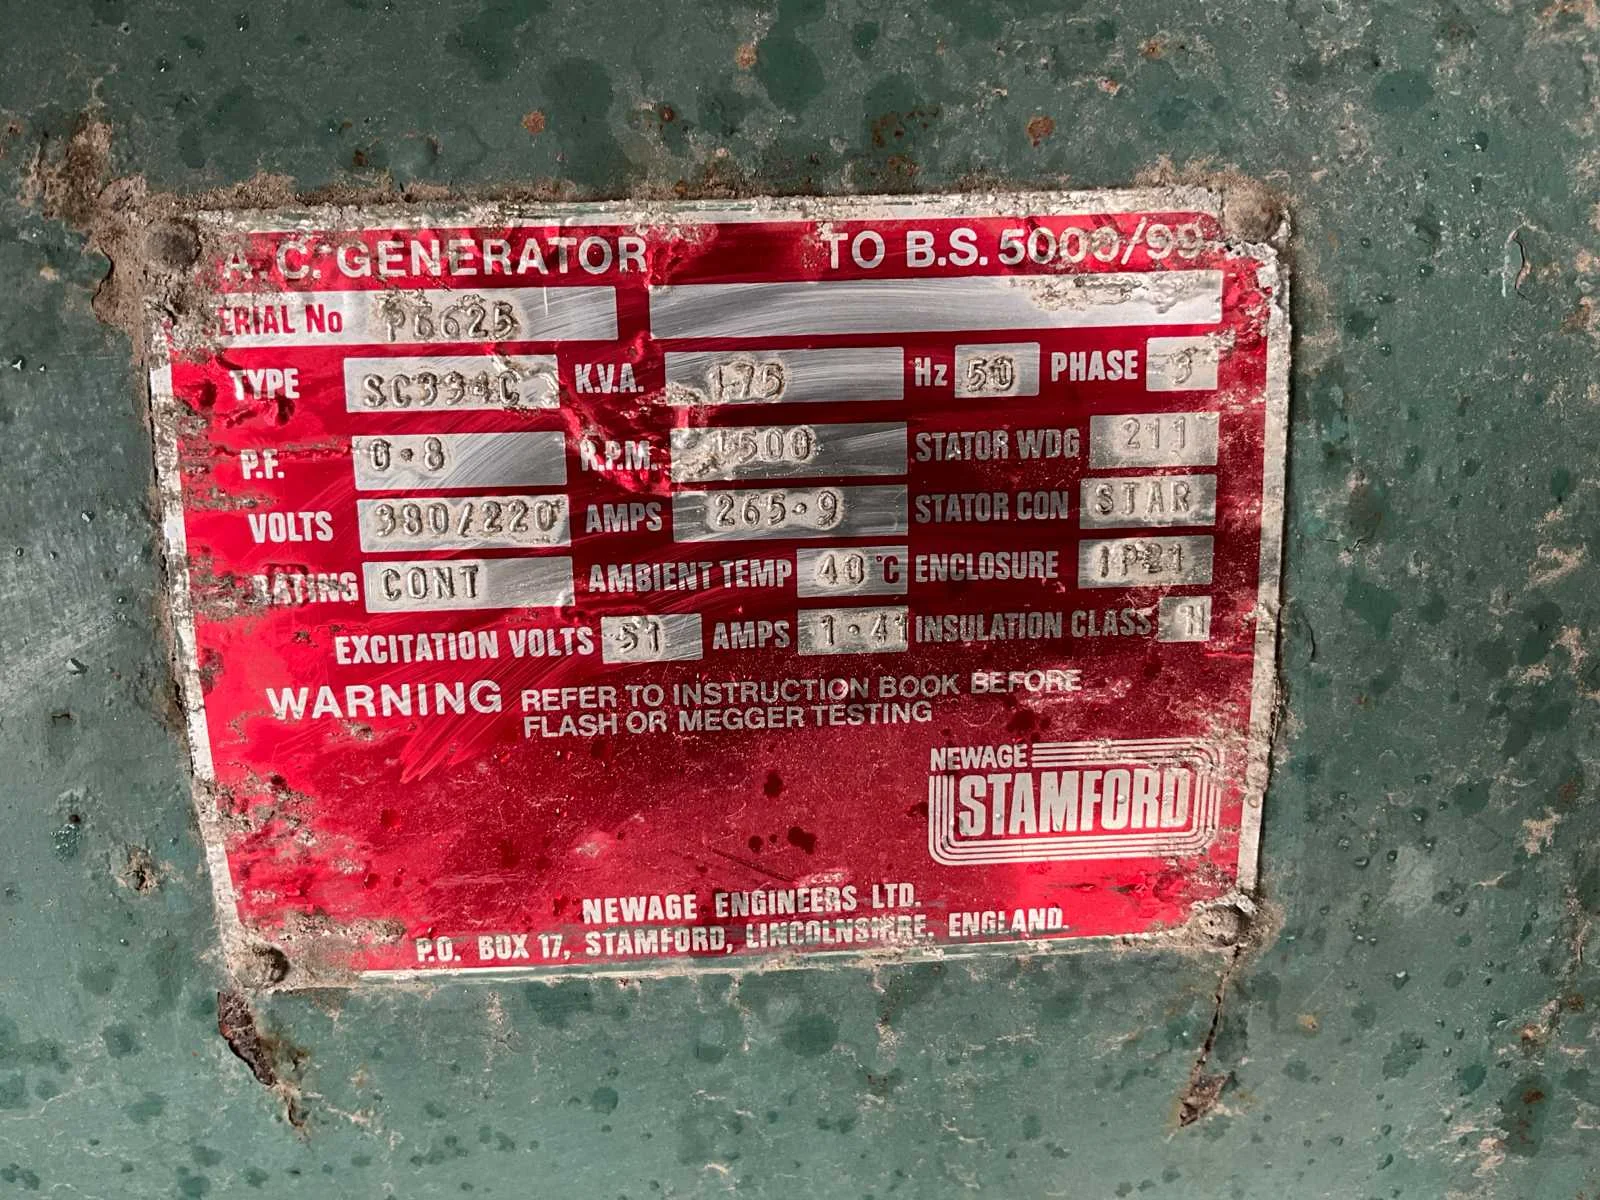 A.C. GENERATOR TO B.S. 5000/99
SERIAL No P6625
TYPE SC334C K.V.A. 175 Hz 50 PHASE 3
P.F. 0.8 R.P.M. 1500 STATOR WDG 211
VOLTS 380/220 AMPS 265.9 STATOR CON STAR
RATING CONT AMBIENT TEMP 40°C ENCLOSURE IP21
EXCITATION VOLTS 51 AMPS 1.41 INSULATION CLASS H
WARNING REFER TO INSTRUCTION BOOK BEFORE
FLASH OR MEGGER TESTING
NEWAGE
STAMFORD
NEWAGE ENGINEERS LTD.
P.O. BOX 17, STAMFORD, LINCOLNSHIRE, ENGLAND.